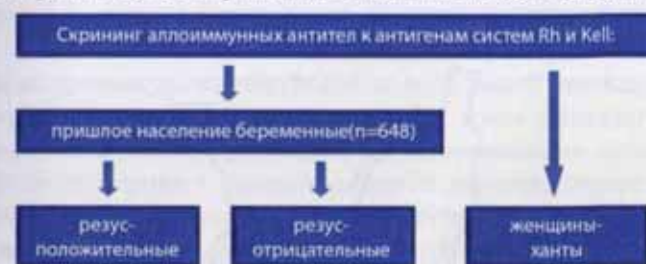 Скрининг аллоиммунных антител к антигенам систем Rh и Kell:
пришлое население беременные(n=648)
резус-
положительные
резус-
отрицательные
женщины-
ханты